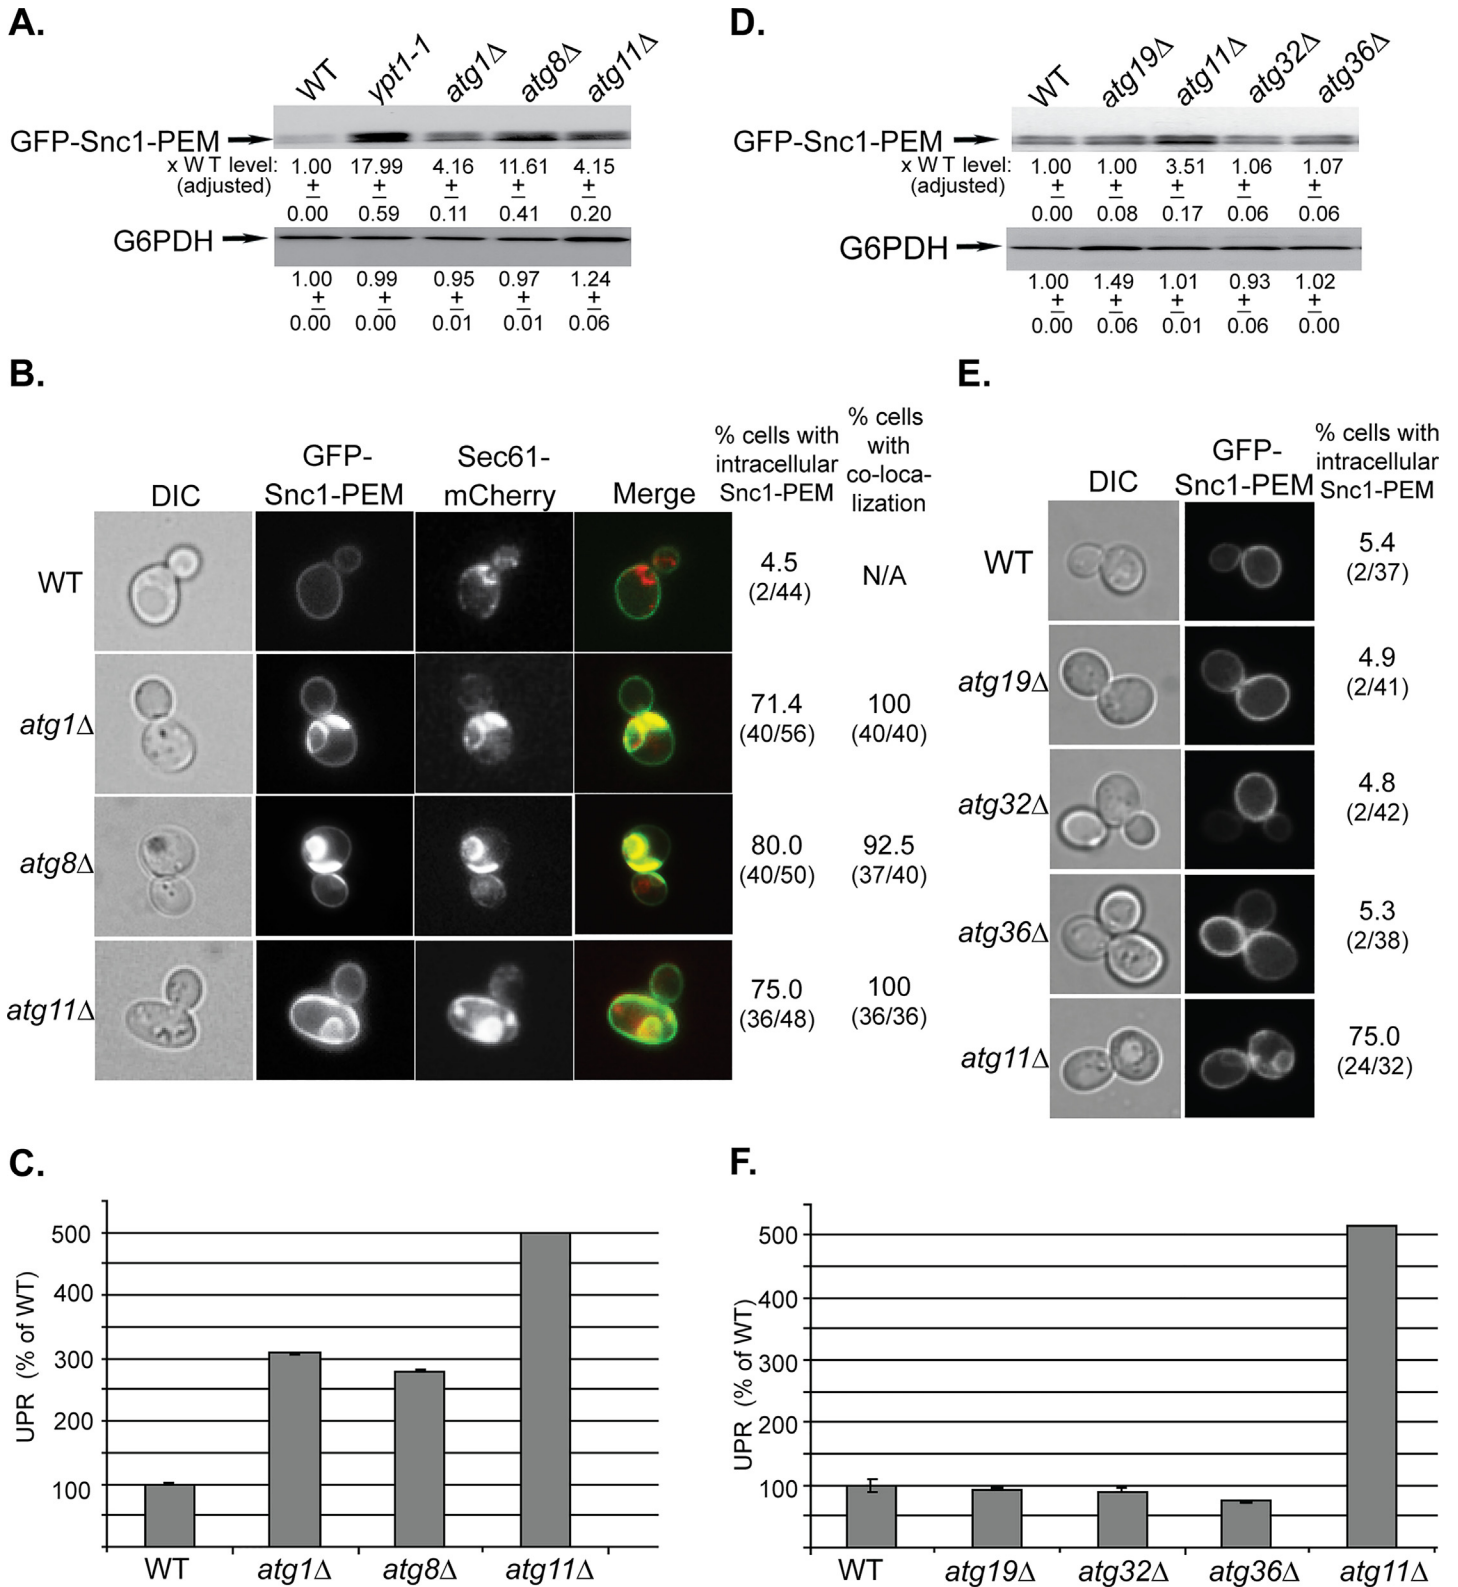 A.
WT
ypt1-1
atg1Δ
atg8Δ
atg11Δ
GFP-Snc1-PEM
x WT level: 1.00 17.99 4.16 11.61 4.15
(adjusted) ± ± ± ± ±
0.00 0.59 0.11 0.41 0.20
G6PDH
1.00 0.99 0.95 0.97 1.24
± ± ± ± ±
0.00 0.00 0.01 0.01 0.06
D.
WT
atg19Δ
atg11Δ
atg32Δ
atg36Δ
GFP-Snc1-PEM
x WT level: 1.00 1.00 3.51 1.06 1.07
(adjusted) ± ± ± ± ±
0.00 0.08 0.17 0.06 0.06
G6PDH
1.00 1.49 1.01 0.93 1.02
± ± ± ± ±
0.00 0.06 0.01 0.06 0.00
B.
DIC
GFP-
Snc1-PEM
Sec61-
mCherry
Merge
% cells with
intracellular
Snc1-PEM
% cells
with
co-loca-
lization
WT
4.5
(2/44)
N/A
atg1Δ
71.4
(40/56)
100
(40/40)
atg8Δ
80.0
(40/50)
92.5
(37/40)
atg11Δ
75.0
(36/48)
100
(36/36)
E.
DIC
GFP-
Snc1-PEM
% cells with
intracellular
Snc1-PEM
WT
5.4
(2/37)
atg19Δ
4.9
(2/41)
atg32Δ
4.8
(2/42)
atg36Δ
5.3
(2/38)
atg11Δ
75.0
(24/32)
C.
UPR (% of WT)
500
400
300
200
100
WT atg1Δ atg8Δ atg11Δ
F.
UPR (% of WT)
500
400
300
200
100
WT atg19Δ atg32Δ atg36Δ atg11Δ